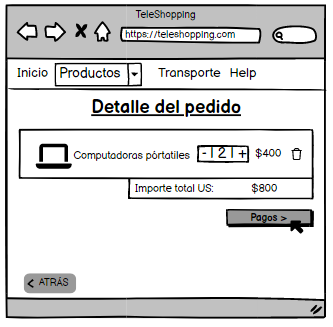 TeleShopping
https://teleshopping.com
Inicio Productos Transporte Help
Detalle del pedido
Computadoras pórtatiles -|2|+ $400
Importe total US: $800
Pagos >
< ATRÁS